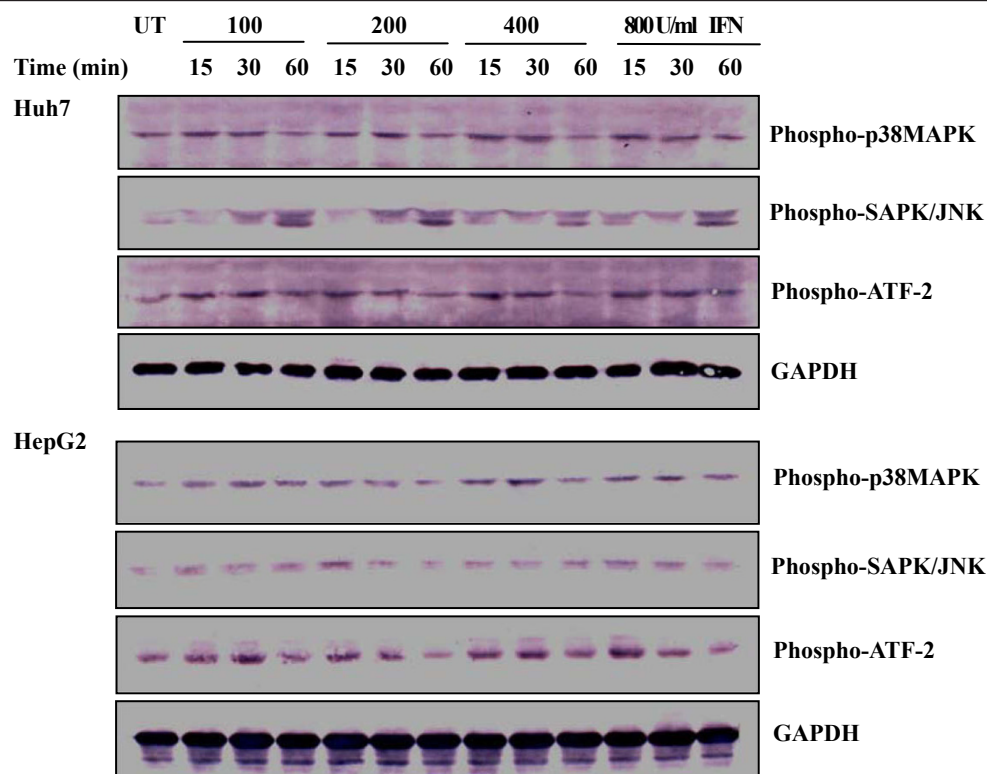 UT 100 200 400 800 U/ml IFN
Time (min) 15 30 60 15 30 60 15 30 60 15 30 60
Huh7
Phospho-p38MAPK
Phospho-SAPK/JNK
Phospho-ATF-2
GAPDH
HepG2
Phospho-p38MAPK
Phospho-SAPK/JNK
Phospho-ATF-2
GAPDH